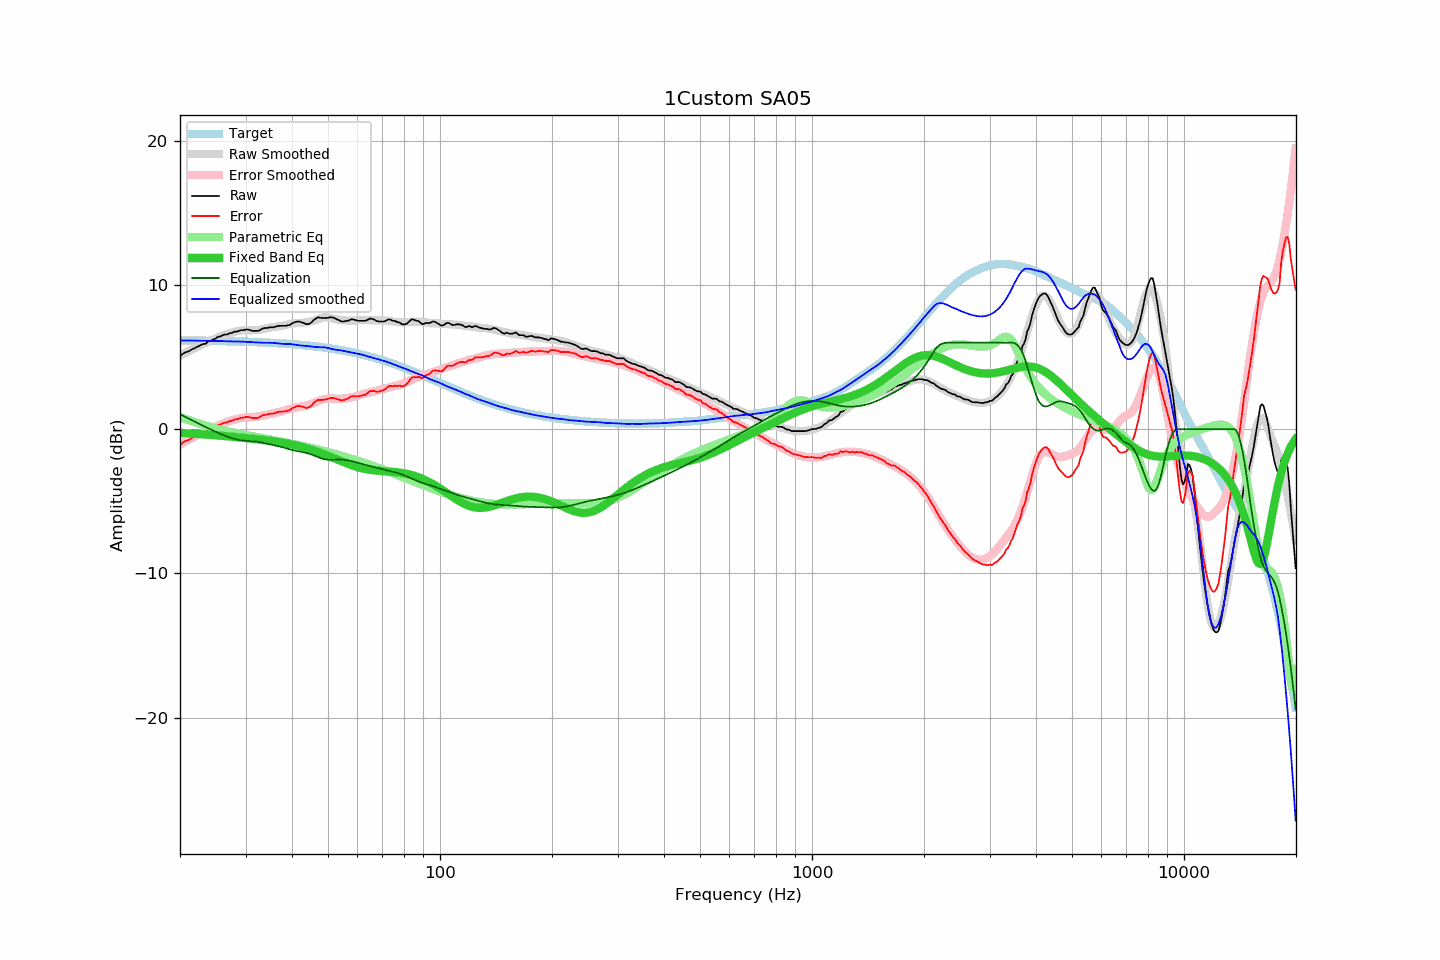 1Custom SA05
Target
Raw Smoothed
Error Smoothed
Raw
Error
Parametric Eq
Fixed Band Eq
Equalization
Equalized smoothed
20
10
0
−10
−20
Amplitude (dBr)
100
1000
10000
Frequency (Hz)